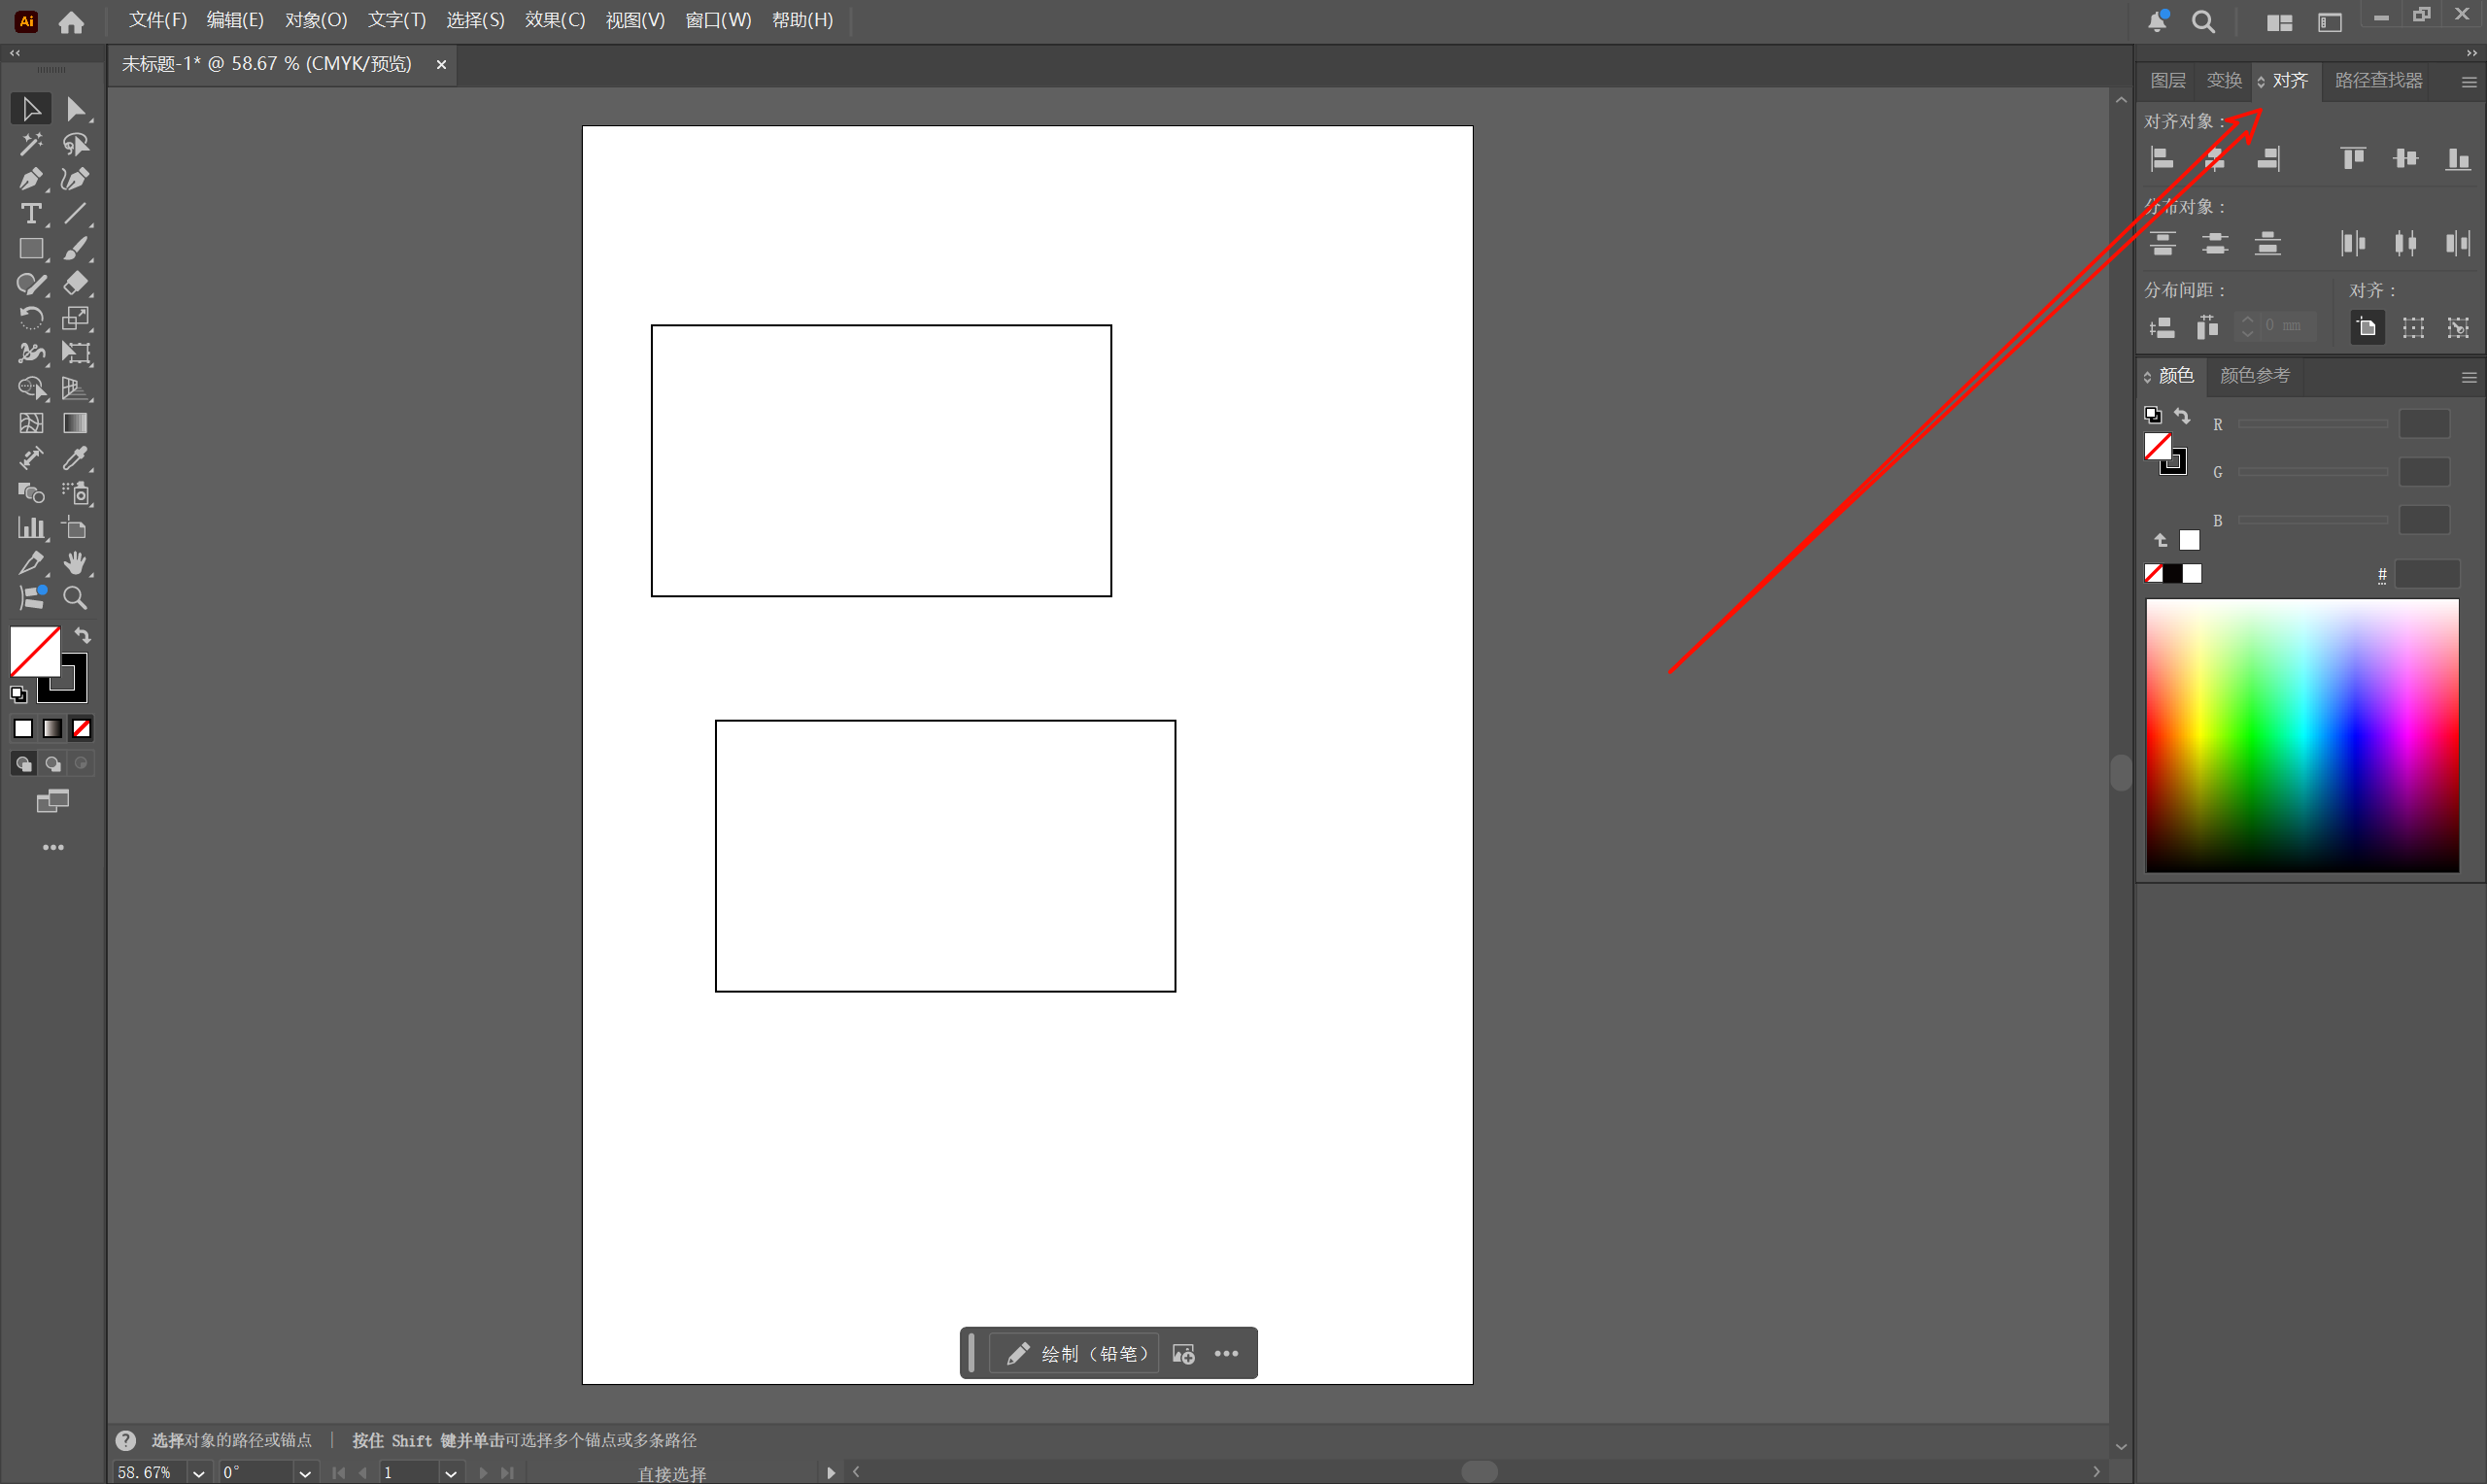 Ai 文件(F) 编辑(E) 对象(O) 文字(T) 选择(S) 效果(C) 视图(V) 窗口(W) 帮助(H)
未标题-1* @ 58.67 % (CMYK/预览) ×
图层 变换 对齐 路径查找器
对齐对象：
分布对象：
分布间距： 对齐：
0 mm
颜色 颜色参考
R
G
B
#
绘制（铅笔）
选择对象的路径或锚点 | 按住 Shift 键并单击可选择多个锚点或多条路径
58.67% 0° 1 直接选择